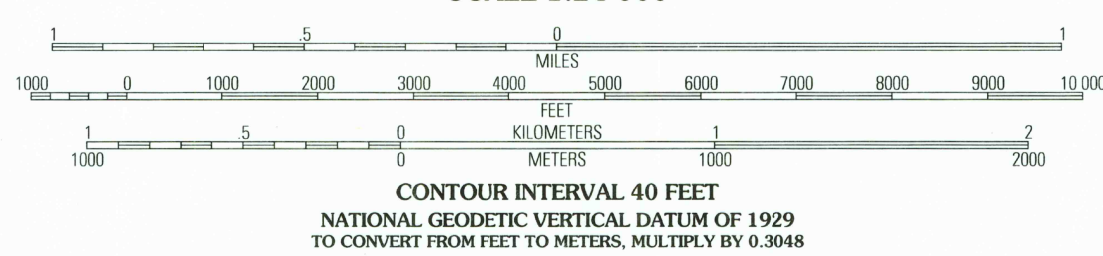 1 .5 0 1
MILES
1000 0 1000 2000 3000 4000 5000 6000 7000 8000 9000 10 000
FEET
1 .5 0 KILOMETERS 1 2
1000 0 METERS 1000 2000
CONTOUR INTERVAL 40 FEET
NATIONAL GEODETIC VERTICAL DATUM OF 1929
TO CONVERT FROM FEET TO METERS, MULTIPLY BY 0.3048